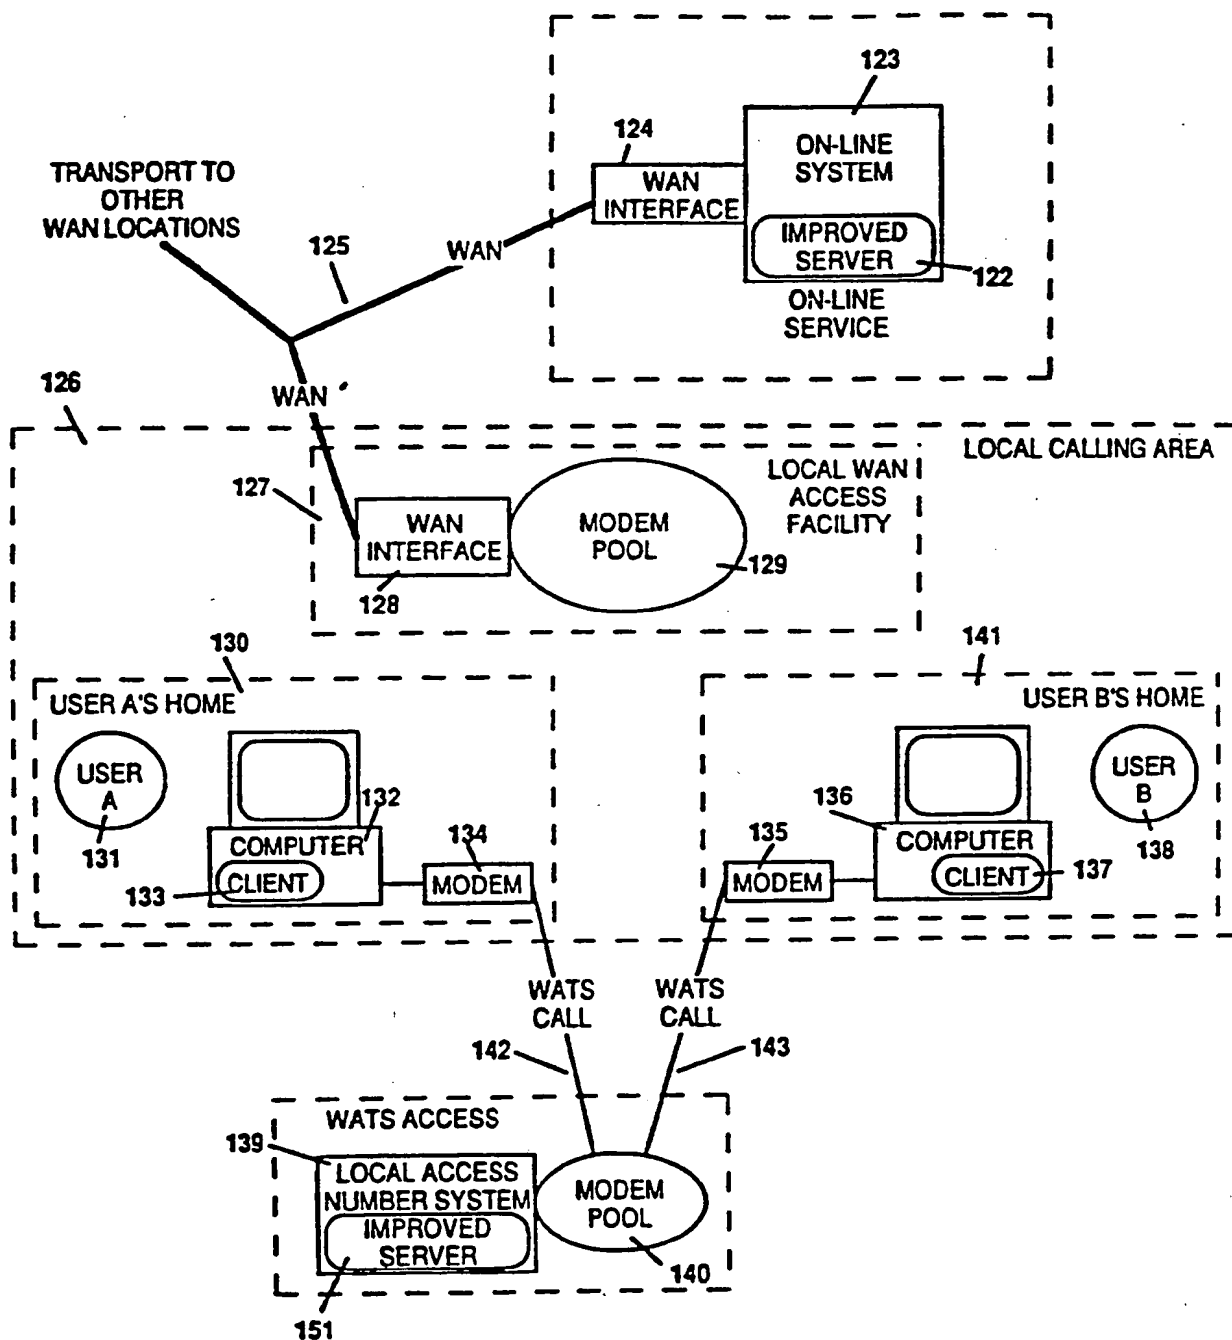 123
124
ON-LINE
SYSTEM
WAN
INTERFACE
TRANSPORT TO
OTHER
WAN LOCATIONS
125
WAN
IMPROVED
SERVER
122
ON-LINE
SERVICE
126
WAN
LOCAL CALLING AREA
127
LOCAL WAN
ACCESS
FACILITY
WAN
INTERFACE
MODEM
POOL
128
129
130
141
USER A'S HOME
USER B'S HOME
USER
A
131
132
COMPUTER
CLIENT
133
134
MODEM
135
MODEM
136
COMPUTER
CLIENT
137
USER
B
138
WATS
CALL
WATS
CALL
142
143
WATS ACCESS
139
LOCAL ACCESS
NUMBER SYSTEM
IMPROVED
SERVER
MODEM
POOL
140
151